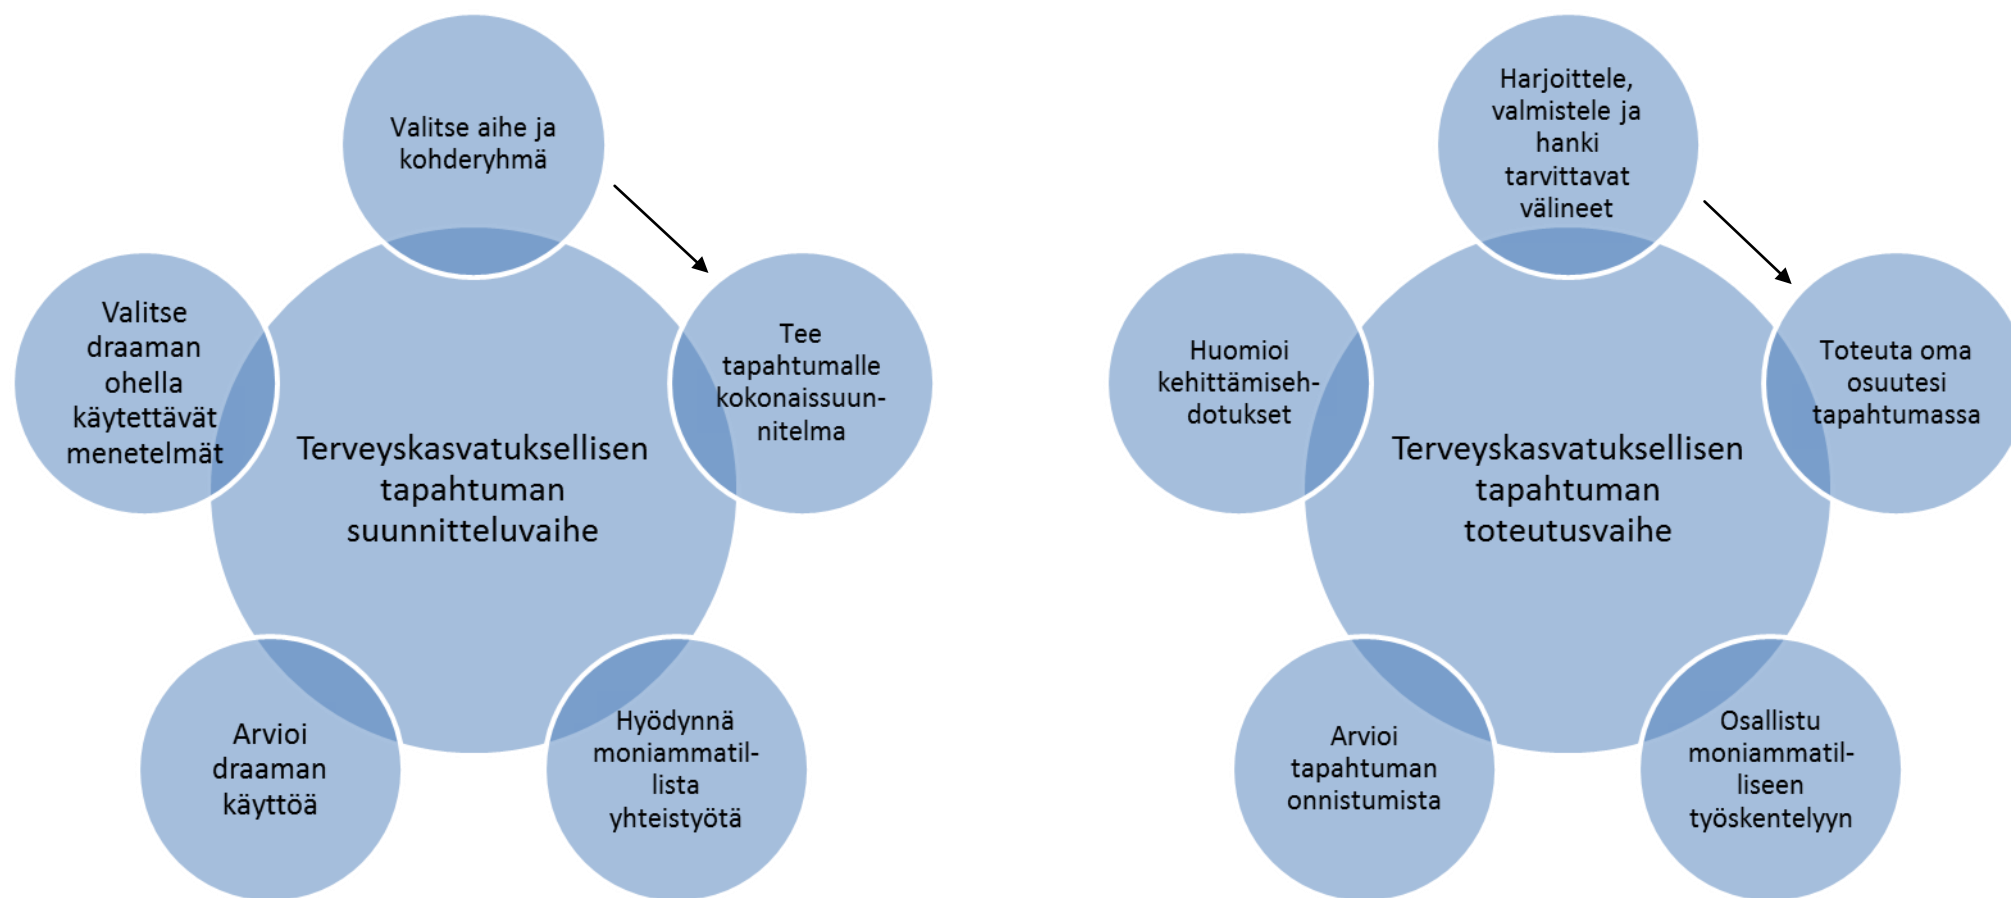 Valitse aihe ja
kohderyhmä
Tee
tapahtumalle
kokonaissuun-
nitelma
Hyödynnä
moniammatil-
lista
yhteistyötä
Arvioi
draaman
käyttöä
Valitse
draaman
ohella
käytettävät
menetelmät
Terveyskasvatuksellisen
tapahtuman
suunnitteluvaihe
Harjoittele,
valmistele ja
hanki
tarvittavat
välineet
Toteuta oma
osuutesi
tapahtumassa
Osallistu
moniammatil-
liseen
työskentelyyn
Arvioi
tapahtuman
onnistumista
Huomioi
kehittämiseh-
dotukset
Terveyskasvatuksellisen
tapahtuman
toteutusvaihe